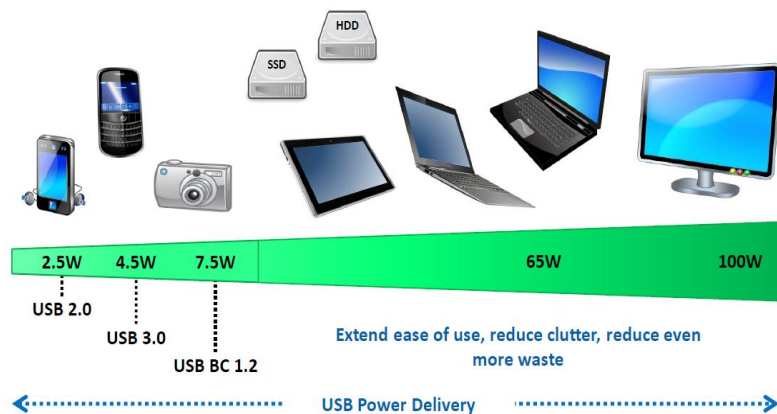 HDD
SSD
2.5W 4.5W 7.5W 65W 100W
USB 2.0
USB 3.0
USB BC 1.2
Extend ease of use, reduce clutter, reduce even
more waste
USB Power Delivery